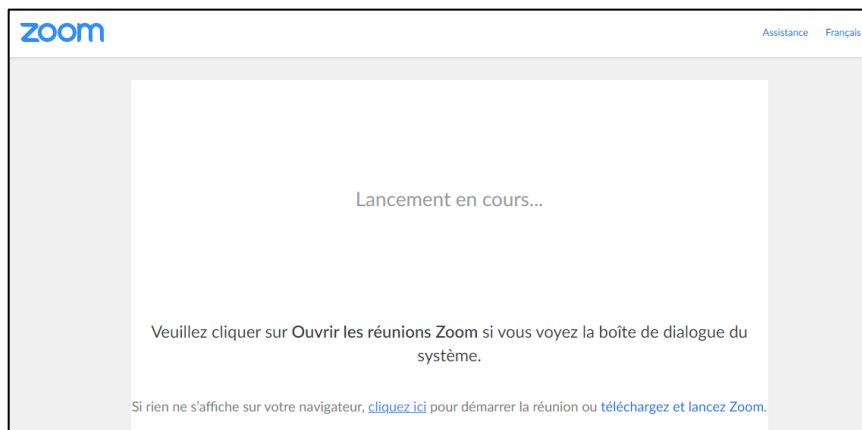 zoom
Assistance Français
Lancement en cours...
Veuillez cliquer sur Ouvrir les réunions Zoom si vous voyez la boîte de dialogue du
système.
Si rien ne s'affiche sur votre navigateur, cliquez ici pour démarrer la réunion ou téléchargez et lancez Zoom.